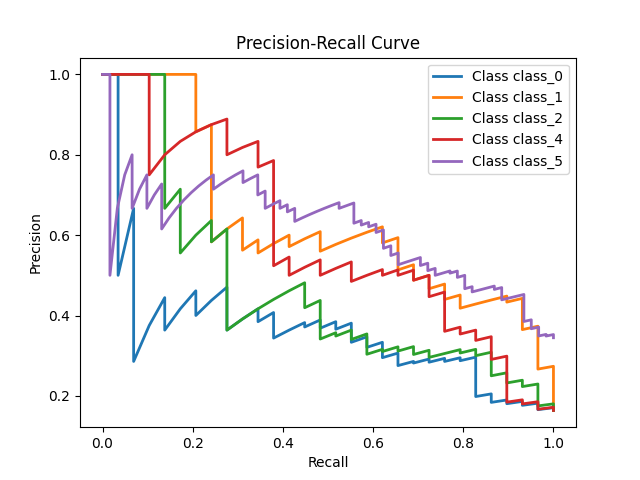 Precision-Recall Curve
Precision
1.0
0.8
0.6
0.4
0.2
0.0
0.2
0.4
0.6
0.8
1.0
Recall
Class class_0
Class class_1
Class class_2
Class class_4
Class class_5